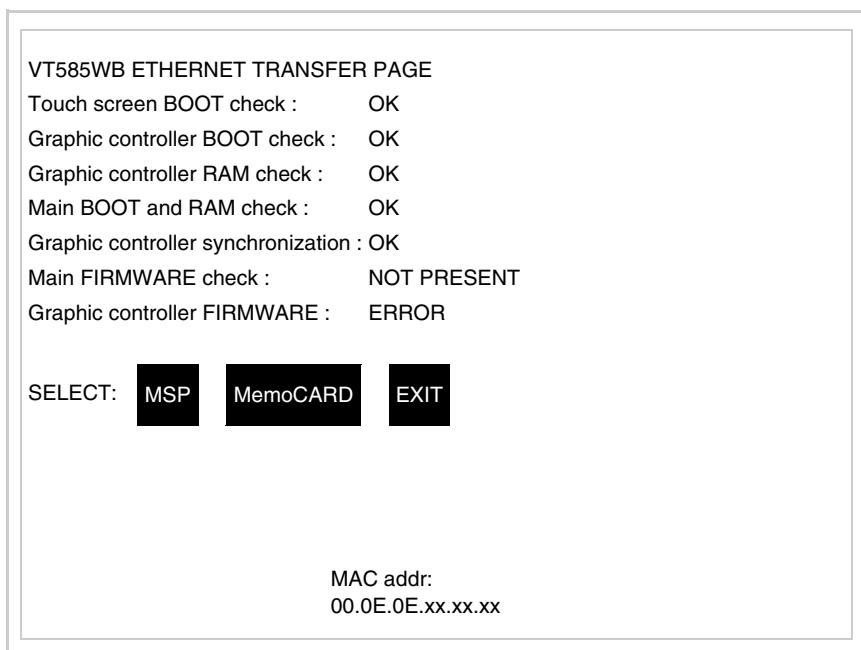 VT585WB ETHERNET TRANSFER PAGE
Touch screen BOOT check : OK
Graphic controller BOOT check : OK
Graphic controller RAM check : OK
Main BOOT and RAM check : OK
Graphic controller synchronization : OK
Main FIRMWARE check : NOT PRESENT
Graphic controller FIRMWARE : ERROR
SELECT: MSP MemoCARD EXIT
MAC addr:
00.0E.0E.xx.xx.xx